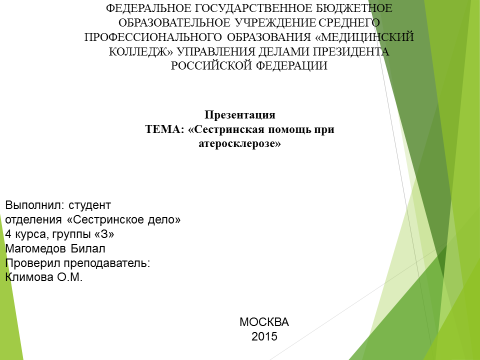 ФЕДЕРАЛЬНОЕ ГОСУДАРСТВЕННОЕ БЮДЖЕТНОЕ
ОБРАЗОВАТЕЛЬНОЕ УЧРЕЖДЕНИЕ СРЕДНЕГО
ПРОФЕССИОНАЛЬНОГО ОБРАЗОВАНИЯ «МЕДИЦИНСКИЙ
КОЛЛЕДЖ» УПРАВЛЕНИЯ ДЕЛАМИ ПРЕЗИДЕНТА
РОССИЙСКОЙ ФЕДЕРАЦИИ
Презентация
ТЕМА: «Сестринская помощь при
атеросклерозе»
Выполнил: студент
отделения «Сестринское дело»
4 курса, группы «З»
Магомедов Билал
Проверил преподаватель:
Климова О.М.
МОСКВА
2015